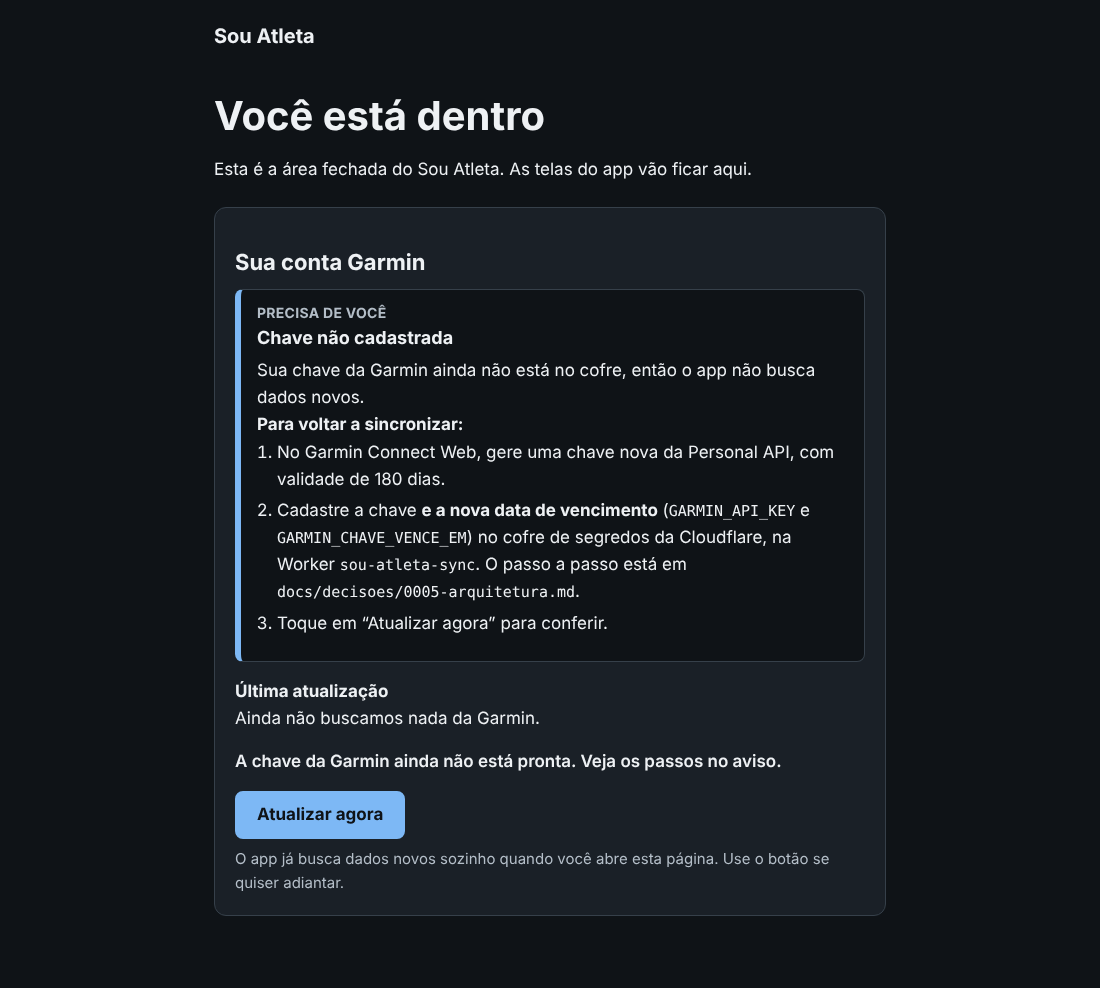 Sou Atleta
Você está dentro
Esta é a área fechada do Sou Atleta. As telas do app vão ficar aqui.
Sua conta Garmin
PRECISA DE VOCÊ
Chave não cadastrada
Sua chave da Garmin ainda não está no cofre, então o app não busca
dados novos.
Para voltar a sincronizar:
1. No Garmin Connect Web, gere uma chave nova da Personal API, com
validade de 180 dias.
2. Cadastre a chave e a nova data de vencimento (GARMIN_API_KEY e
GARMIN_CHAVE_VENCE_EM) no cofre de segredos da Cloudflare, na
Worker sou-atleta-sync. O passo a passo está em
docs/decisoes/0005-arquitetura.md.
3. Toque em “Atualizar agora” para conferir.
Última atualização
Ainda não buscamos nada da Garmin.
A chave da Garmin ainda não está pronta. Veja os passos no aviso.
Atualizar agora
O app já busca dados novos sozinho quando você abre esta página. Use o botão se
quiser adiantar.